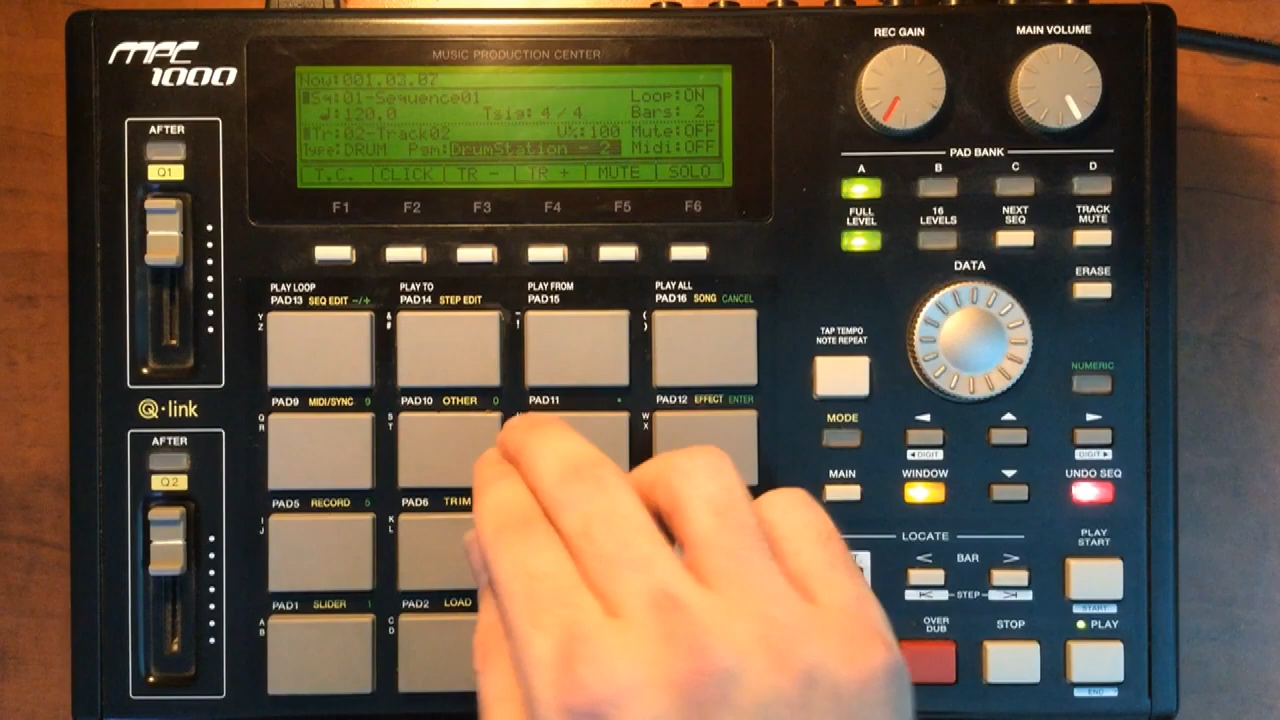 MPC
1000
MUSIC PRODUCTION CENTER
REC GAIN
MAIN VOLUME
Now:001.03.07
Sq:01-Sequence01 Loop:ON
♩:120.0 Tsig: 4/ 4 Bars: 2
Tr:02-Track02 V%:100 Mute:OFF
Type:DRUM Pgm:DrumStation - 2 Midi:OFF
T.C. CLICK TR - TR + MUTE SOLO
F1 F2 F3 F4 F5 F6
AFTER
Q1
Q-link
AFTER
Q2
PAD BANK
A B C D
FULL LEVEL
16 LEVELS
NEXT SEQ
TRACK MUTE
DATA
ERASE
PLAY LOOP
PAD13 SEQ EDIT -/+
PLAY TO
PAD14 STEP EDIT
PLAY FROM
PAD15
PLAY ALL
PAD16 SONG CANCEL
Y Z
& #
( )
TAP TEMPO
NOTE REPEAT
NUMERIC
PAD9 MIDI/SYNC 9
PAD10 OTHER 0
PAD11
PAD12 EFFECT ENTER
Q R
S T
W X
MODE
DIGIT
DIGIT
MAIN
WINDOW
UNDO SEQ
PAD5 RECORD 5
PAD6 TRIM
I J
K L
LOCATE
BAR
STEP
PLAY START
START
PAD1 SLIDER 1
PAD2 LOAD
A B
C D
OVER DUB
STOP
PLAY
END